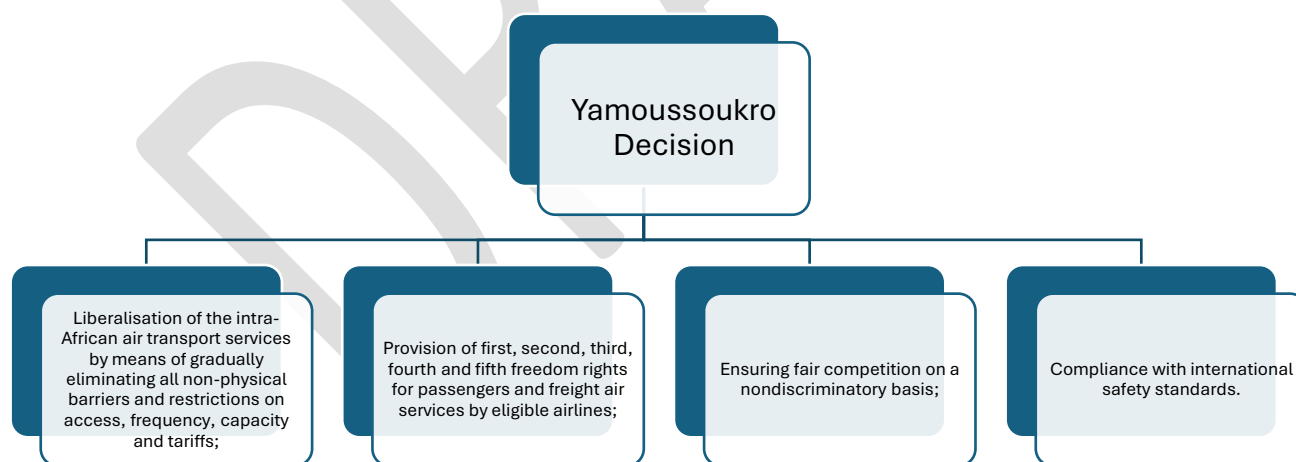 Yamoussoukro
Decision
Liberalisation of the intra-
African air transport services
by means of gradually
eliminating all non-physical
barriers and restrictions on
access, frequency, capacity
and tariffs;
Provision of first, second, third,
fourth and fifth freedom rights
for passengers and freight air
services by eligible airlines;
Ensuring fair competition on a
nondiscriminatory basis;
Compliance with international
safety standards.